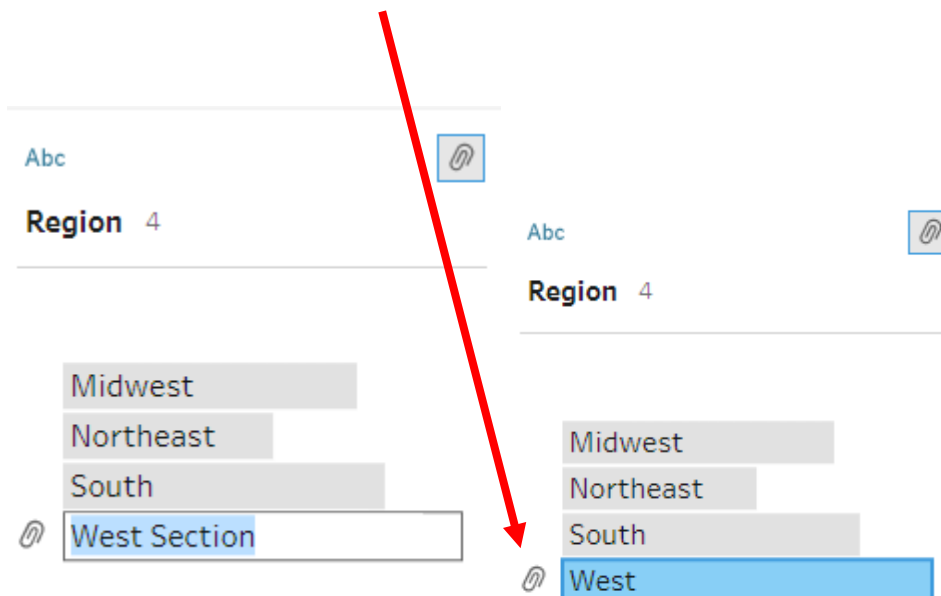 Abc
Region 4
Midwest
Northeast
South
West Section
Abc
Region 4
Midwest
Northeast
South
West